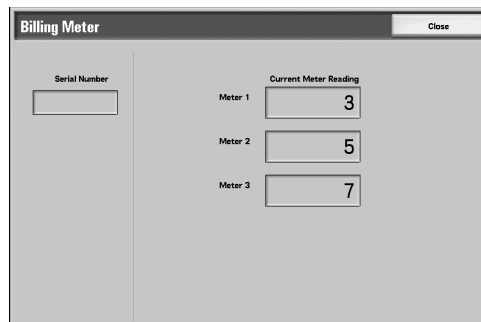 Billing Meter
Close
Serial Number
Current Meter Reading
Meter 1 3
Meter 2 5
Meter 3 7